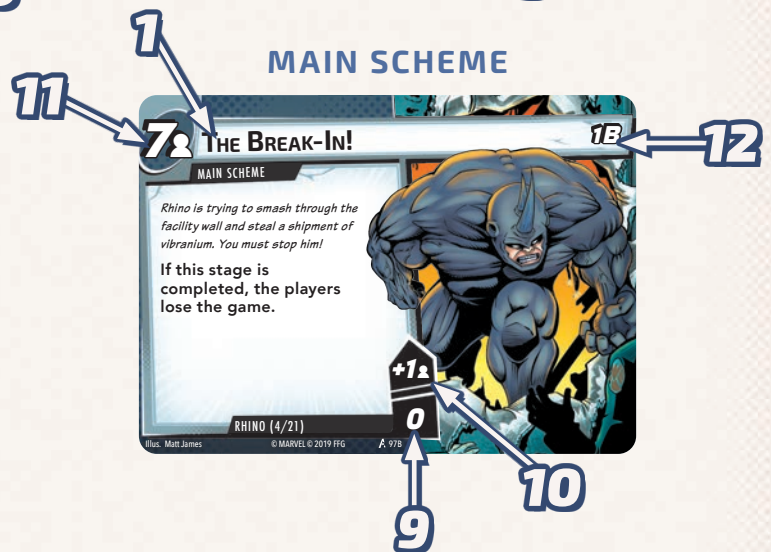 MAIN SCHEME
1
11
7
THE BREAK-IN!
1B
12
MAIN SCHEME
Rhino is trying to smash through the
facility wall and steal a shipment of
vibranium. You must stop him!
If this stage is
completed, the players
lose the game.
+1
0
RHINO (4/21)
Illus. Matt James
© MARVEL © 2019 FFG
97B
10
9